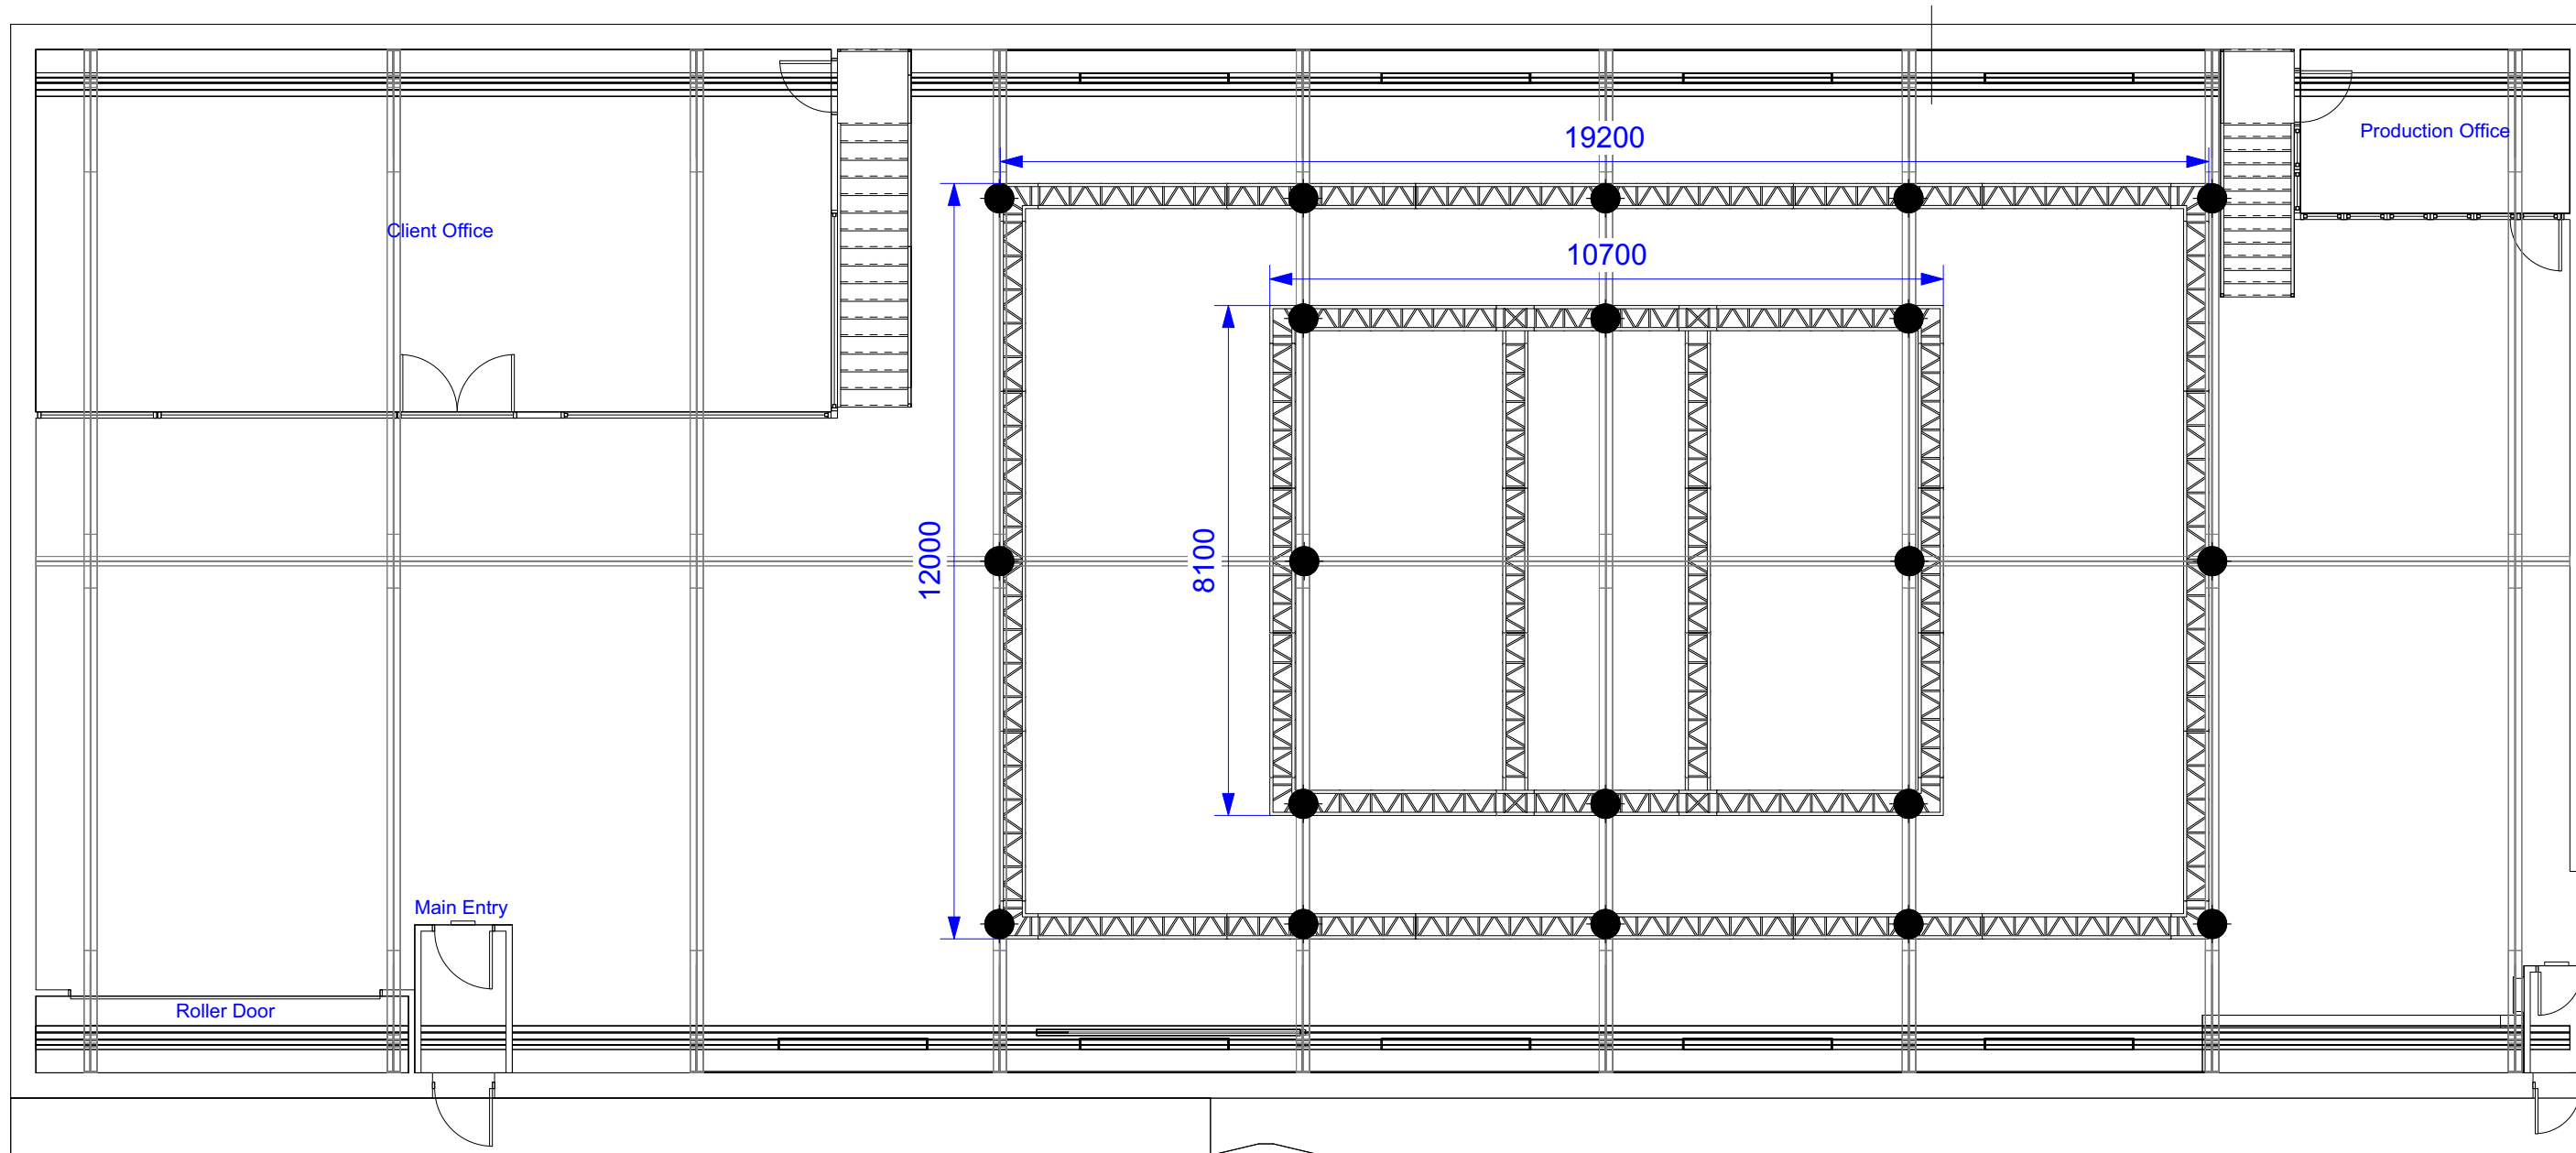 19200
Production Office
Client Office
10700
12000
8100
Main Entry
Roller Door